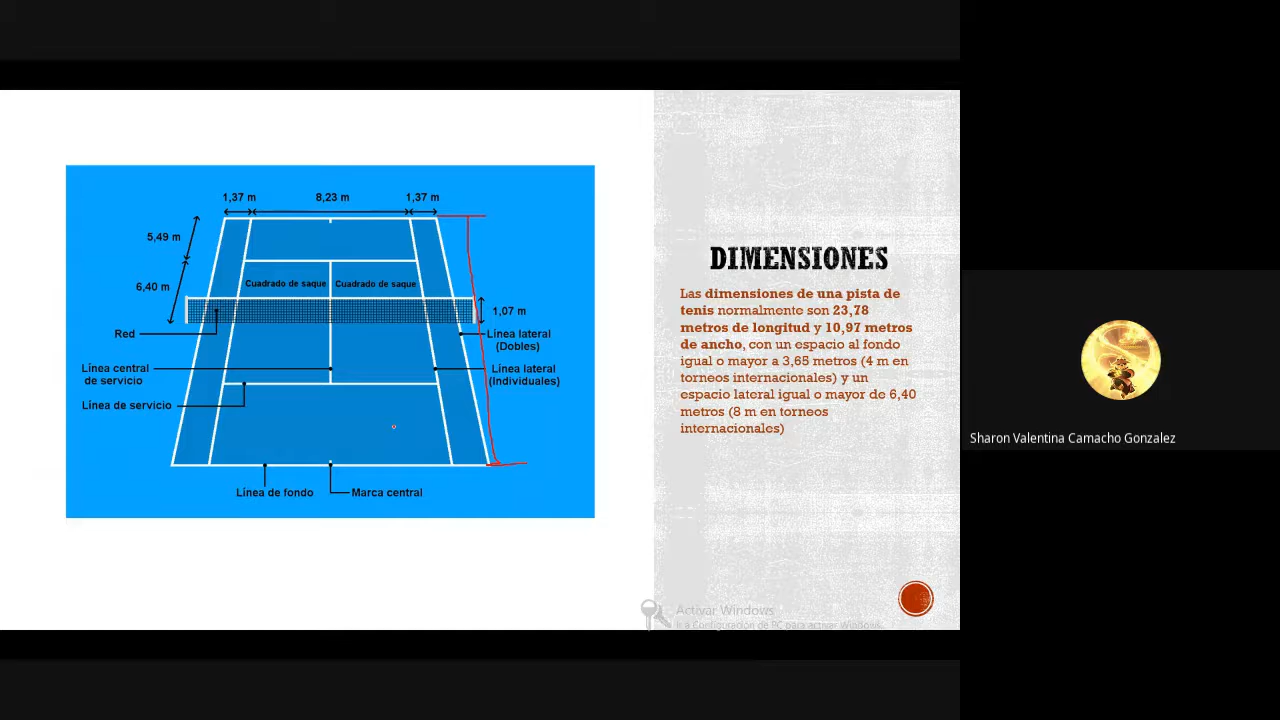 1,37 m 8,23 m 1,37 m
5,49 m
6,40 m
Cuadrado de saque Cuadrado de saque
1,07 m
Red
Línea lateral
(Dobles)
Línea central
de servicio
Línea lateral
(Individuales)
Línea de servicio
Línea de fondo
Marca central
DIMENSIONES
Las dimensiones de una pista de
tenis normalmente son 23,78
metros de longitud y 10,97 metros
de ancho, con un espacio al fondo
igual o mayor a 3,65 metros (4 m en
torneos internacionales) y un
espacio lateral igual o mayor de 6,40
metros (8 m en torneos
internacionales)
Activar Windows
Ir a Configuración de PC para activar Windows.
Sharon Valentina Camacho Gonzalez